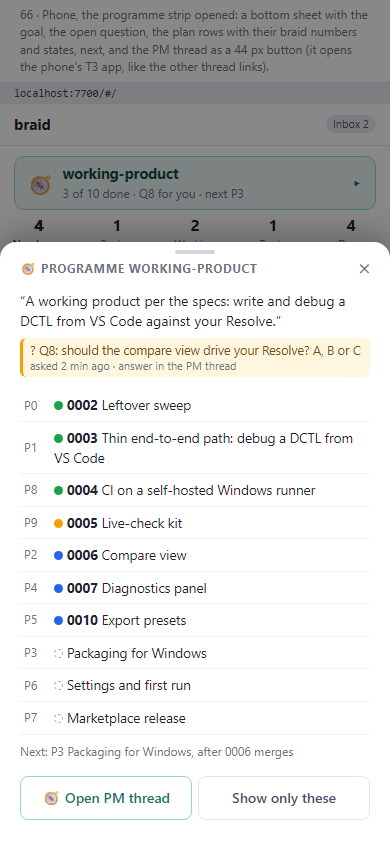 66 · Phone, the programme strip opened: a bottom sheet with the
goal, the open question, the plan rows with their braid numbers
and states, next, and the PM thread as a 44 px button (it opens
the phone's T3 app, like the other thread links).
localhost:7700/#/
braid
Inbox 2
working-product
3 of 10 done · Q8 for you · next P3
4 1 2 1 4
PROGRAMME WORKING-PRODUCT
“A working product per the specs: write and debug a
DCTL from VS Code against your Resolve.”
? Q8: should the compare view drive your Resolve? A, B or C
asked 2 min ago · answer in the PM thread
P0 0002 Leftover sweep
P1 0003 Thin end-to-end path: debug a DCTL from
VS Code
P8 0004 CI on a self-hosted Windows runner
P9 0005 Live-check kit
P2 0006 Compare view
P4 0007 Diagnostics panel
P5 0010 Export presets
P3 Packaging for Windows
P6 Settings and first run
P7 Marketplace release
Next: P3 Packaging for Windows, after 0006 merges
Open PM thread
Show only these